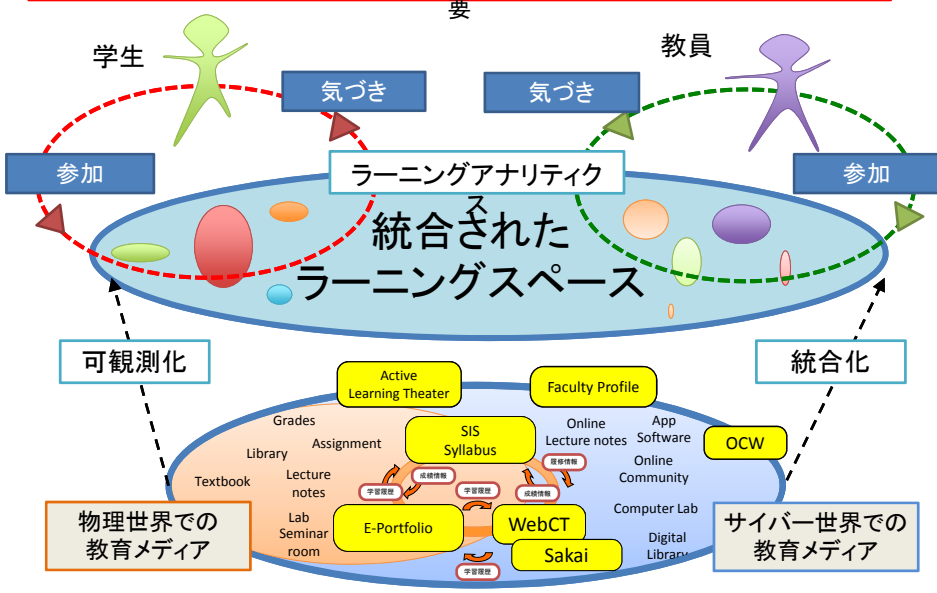 要
学生
教員
気づき
気づき
参加
参加
ラーニングアナリティク
ス
統合された
ラーニングスペース
可観測化
統合化
Active
Learning Theater
Faculty Profile
Grades
SIS
Syllabus
Online
Lecture notes
App
Software
OCW
Library
Assignment
Online
Community
Textbook
Lecture
notes
成績情報
学習履歴
学習履歴
履修情報
成績情報
物理世界での
教育メディア
Lab
Seminar
room
E-Portfolio
WebCT
Sakai
学習履歴
Computer Lab
Digital
Library
サイバー世界での
教育メディア